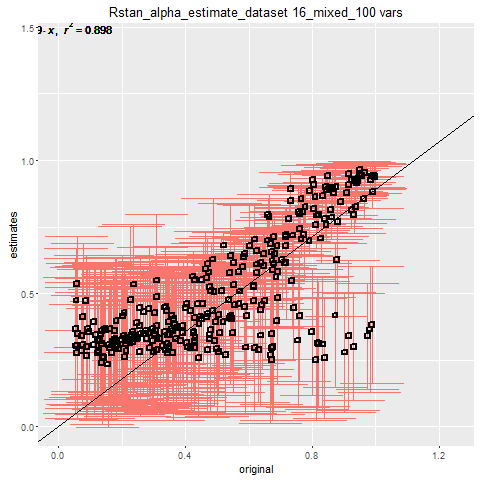 Rstan_alpha_estimate_dataset 16_mixed_100 vars
9· x, r² = 0.898
1.5
1.0
0.5
0.0
estimates
0.0 0.4 0.8 1.2
original